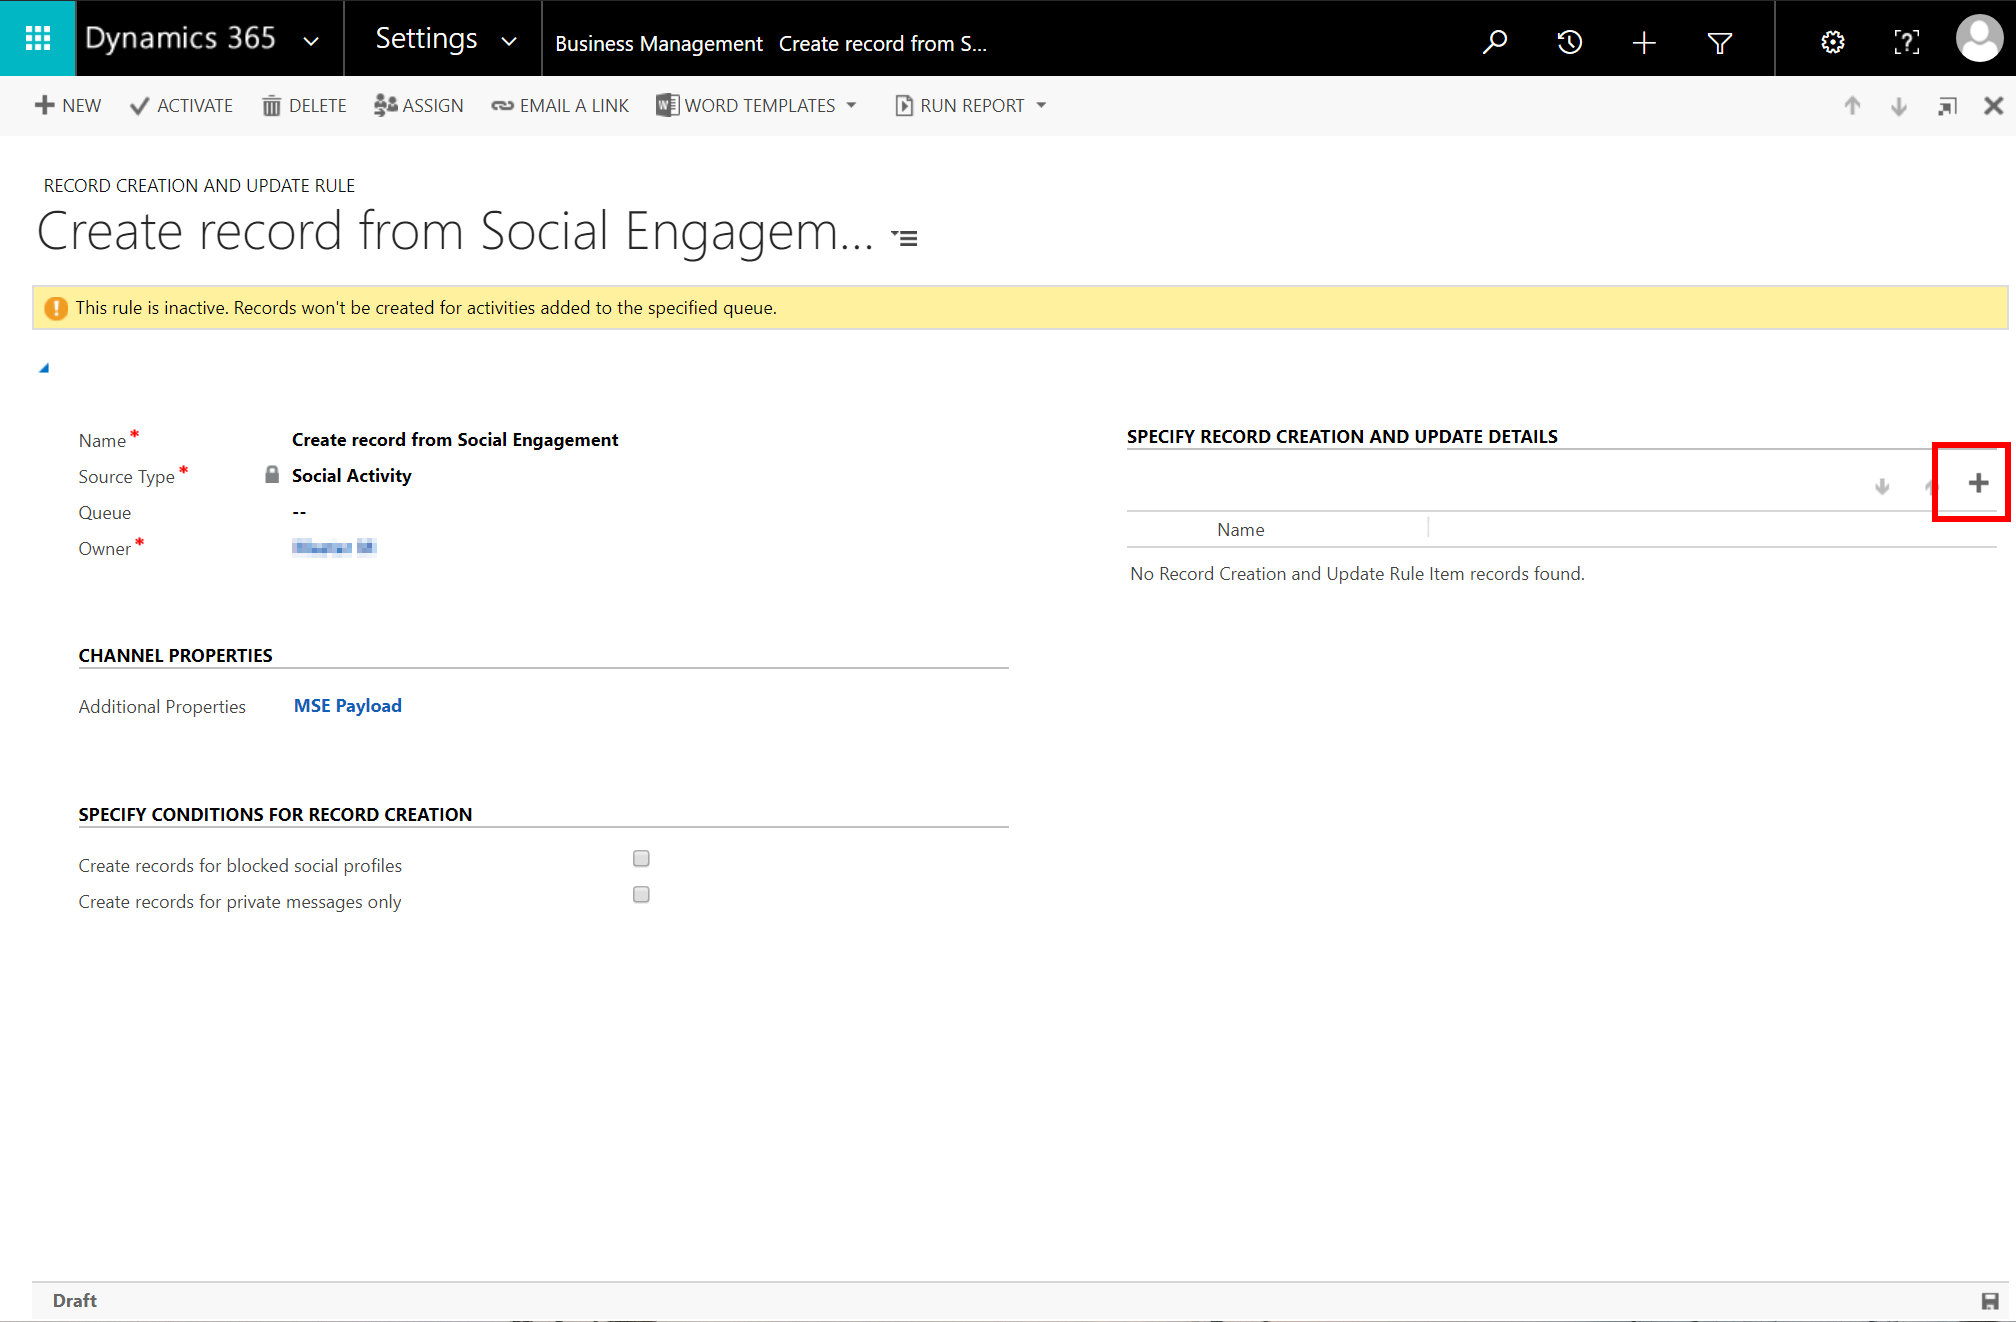 Dynamics 365 Settings Business Management Create record from S...
NEW ACTIVATE DELETE ASSIGN EMAIL A LINK WORD TEMPLATES RUN REPORT
RECORD CREATION AND UPDATE RULE
Create record from Social Engagem...
This rule is inactive. Records won't be created for activities added to the specified queue.
Name* Create record from Social Engagement
Source Type* Social Activity
Queue --
Owner*
CHANNEL PROPERTIES
Additional Properties MSE Payload
SPECIFY CONDITIONS FOR RECORD CREATION
Create records for blocked social profiles
Create records for private messages only
SPECIFY RECORD CREATION AND UPDATE DETAILS
Name
No Record Creation and Update Rule Item records found.
Draft